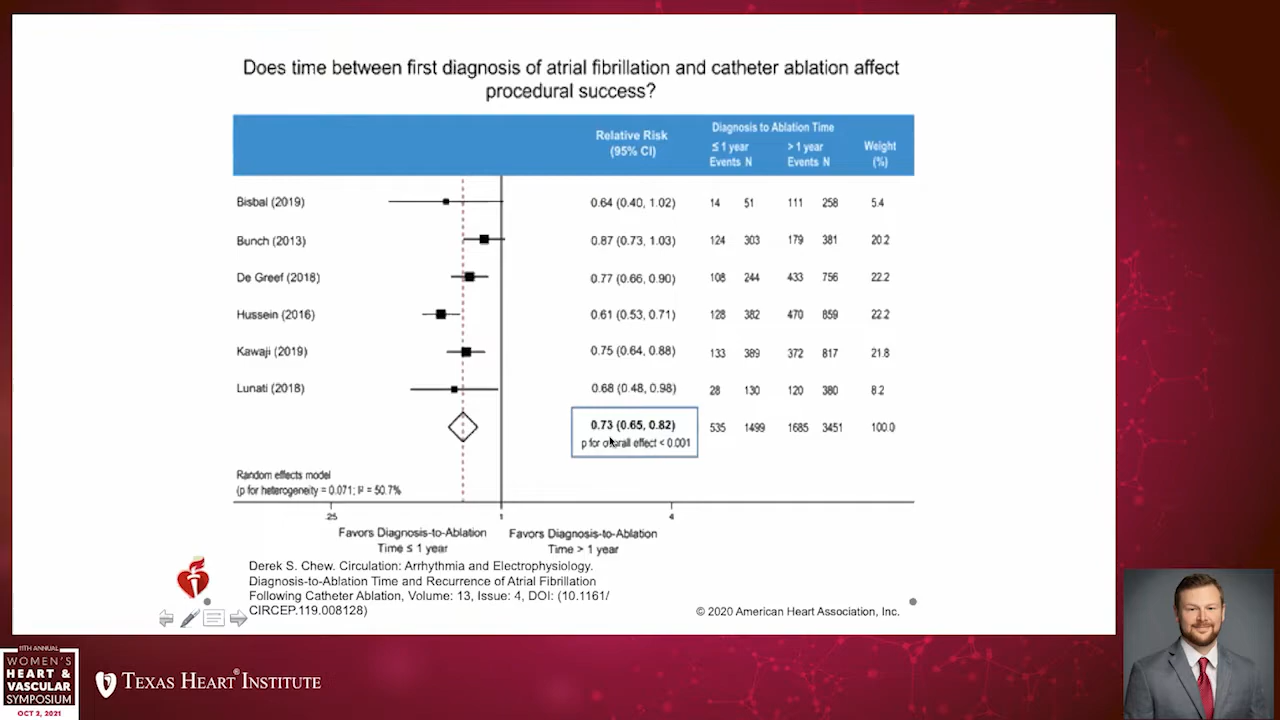 Does time between first diagnosis of atrial fibrillation and catheter ablation affect
procedural success?
Relative Risk
(95% CI)
Diagnosis to Ablation Time
≤ 1 year > 1 year
Events N Events N
Weight
(%)
Bisbal (2019) 0.64 (0.40, 1.02) 14 51 111 258 5.4
Bunch (2013) 0.87 (0.73, 1.03) 124 303 179 381 20.2
De Greef (2018) 0.77 (0.66, 0.90) 108 244 433 756 22.2
Hussein (2016) 0.61 (0.53, 0.71) 128 382 470 859 22.2
Kawaji (2019) 0.75 (0.64, 0.88) 133 389 372 817 21.8
Lunati (2018) 0.68 (0.48, 0.98) 28 130 120 380 8.2
0.73 (0.65, 0.82) 535 1499 1685 3451 100.0
p for overall effect < 0.001
Random effects model
(p for heterogeneity = 0.071; I² = 50.7%
.25 1 4
Favors Diagnosis-to-Ablation
Time ≤ 1 year
Favors Diagnosis-to-Ablation
Time > 1 year
Derek S. Chew. Circulation: Arrhythmia and Electrophysiology.
Diagnosis-to-Ablation Time and Recurrence of Atrial Fibrillation
Following Catheter Ablation, Volume: 13, Issue: 4, DOI: (10.1161/
CIRCEP.119.008128)
© 2020 American Heart Association, Inc.
11TH ANNUAL
WOMEN'S
HEART &
VASCULAR
SYMPOSIUM
OCT 2, 2021
TEXAS HEART® INSTITUTE